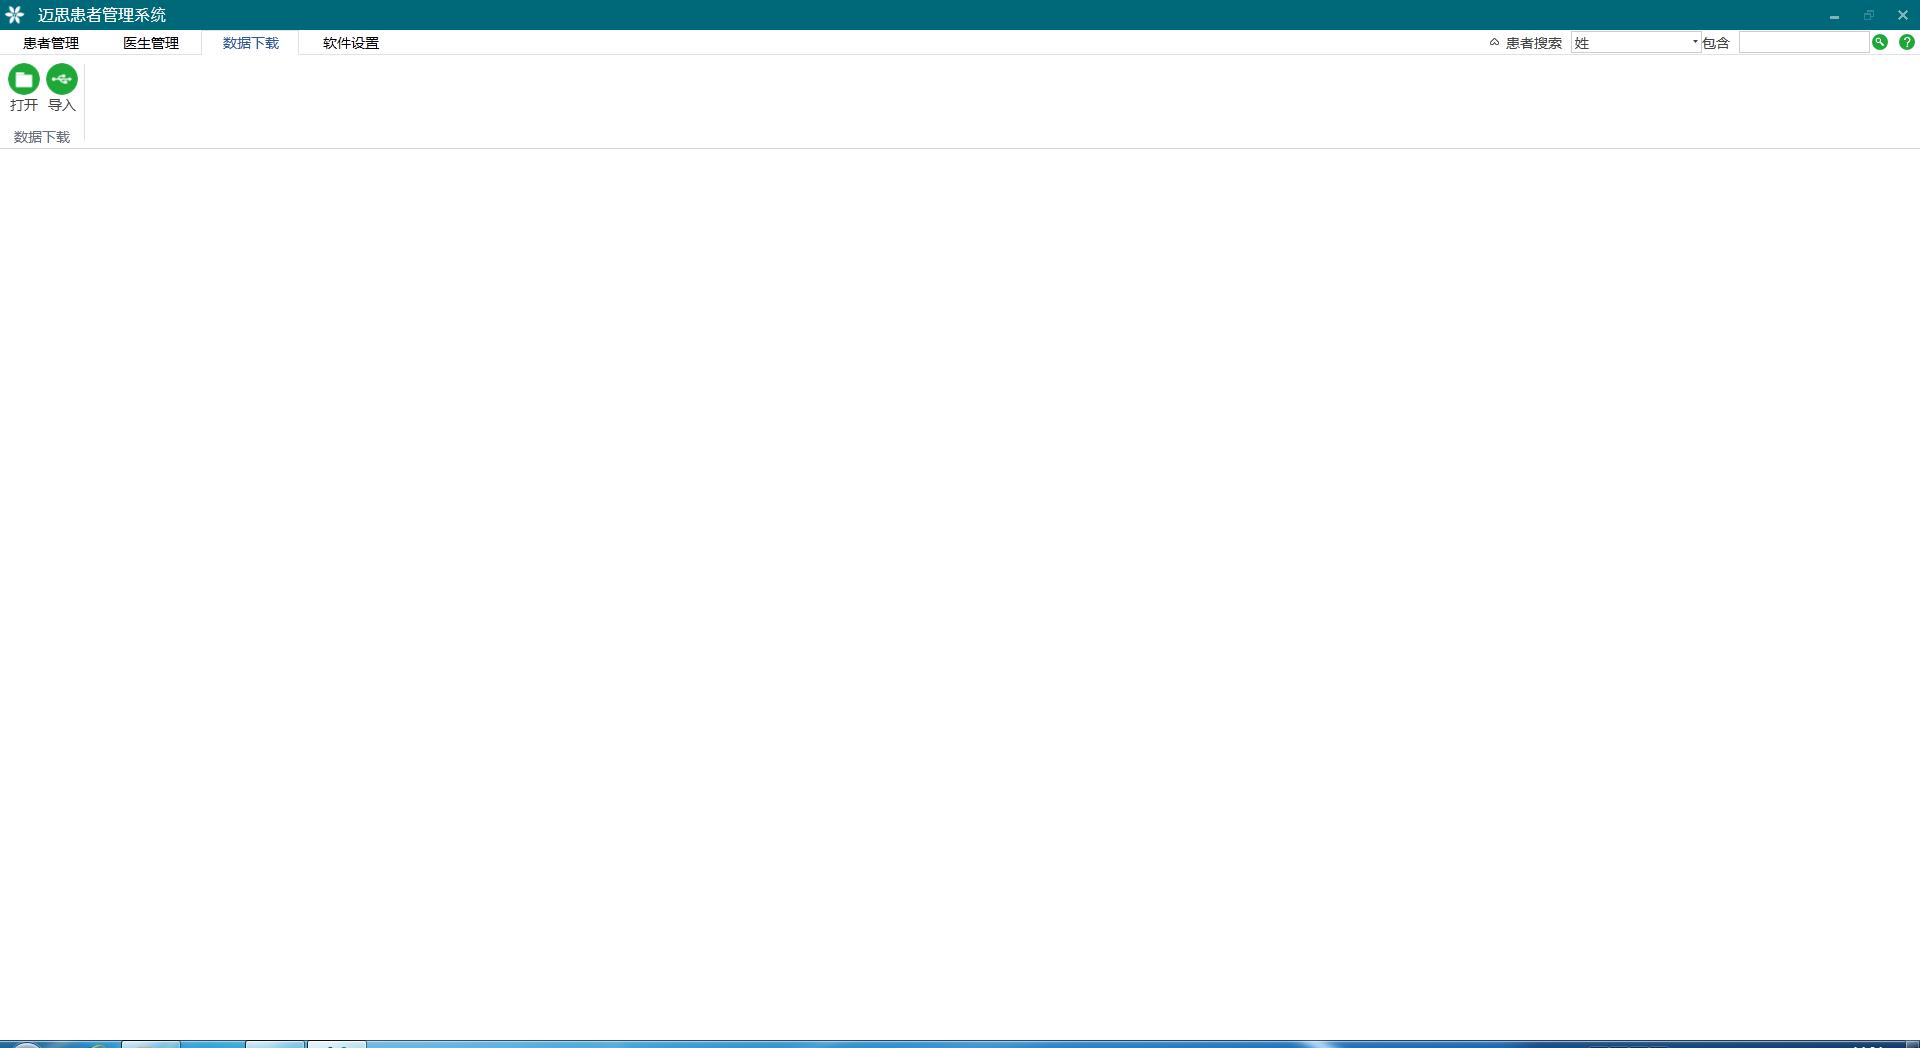 迈思患者管理系统
患者管理 医生管理 数据下载 软件设置 患者搜索 姓 包含
打开 导入
数据下载